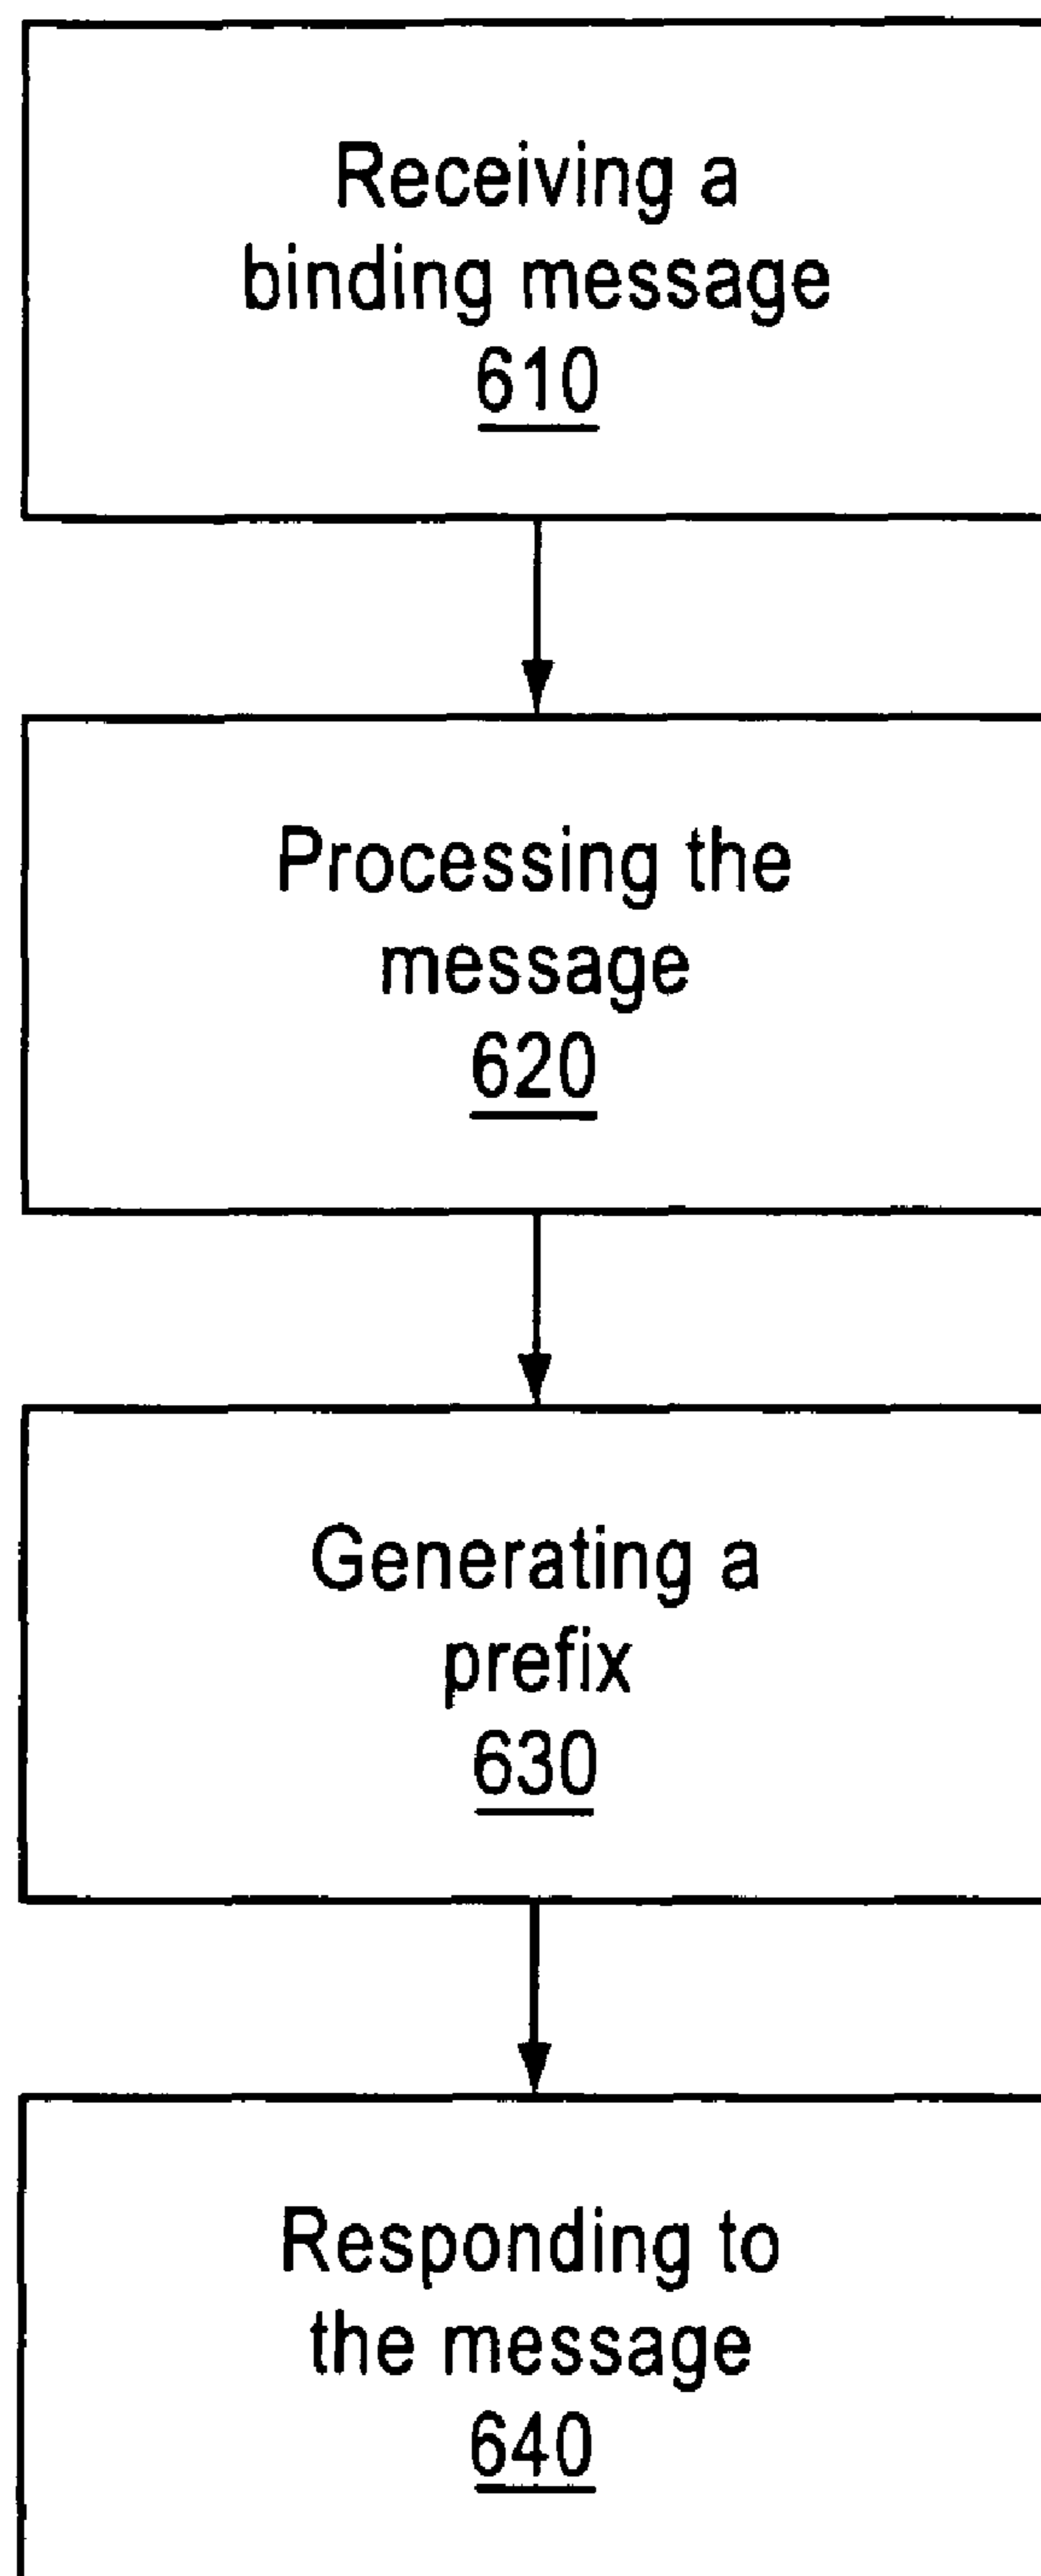 Receiving a
binding message
610
Processing the
message
620
Generating a
prefix
630
Responding to
the message
640